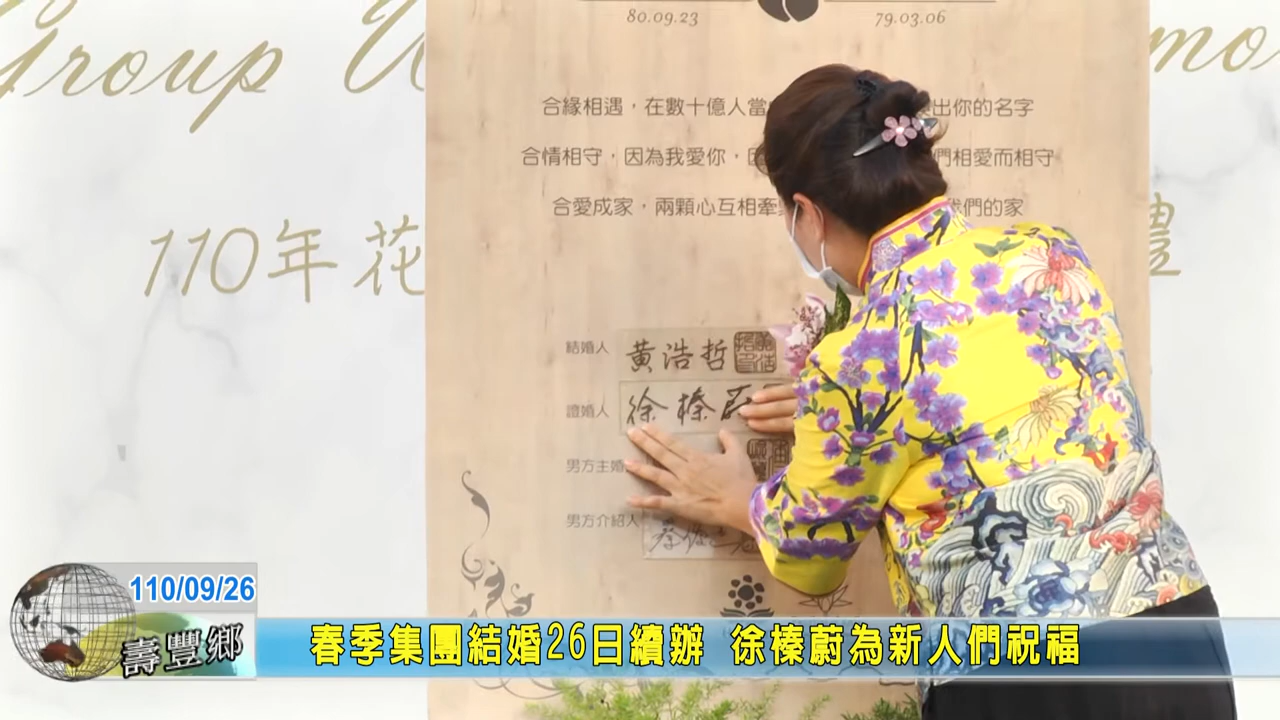 Group
80.09.23
79.03.06
合緣相遇，在數十億人當
出你的名字
合情相守，因為我愛你，
們相愛而相守
合愛成家，兩顆心互相牽
我們的家
110年花
禮
結婚人 黃浩哲
證婚人 徐榛蔚
男方主婚
男方介紹人
110/09/26
壽豐鄉
春季集團結婚26日續辦 徐榛蔚為新人們祝福